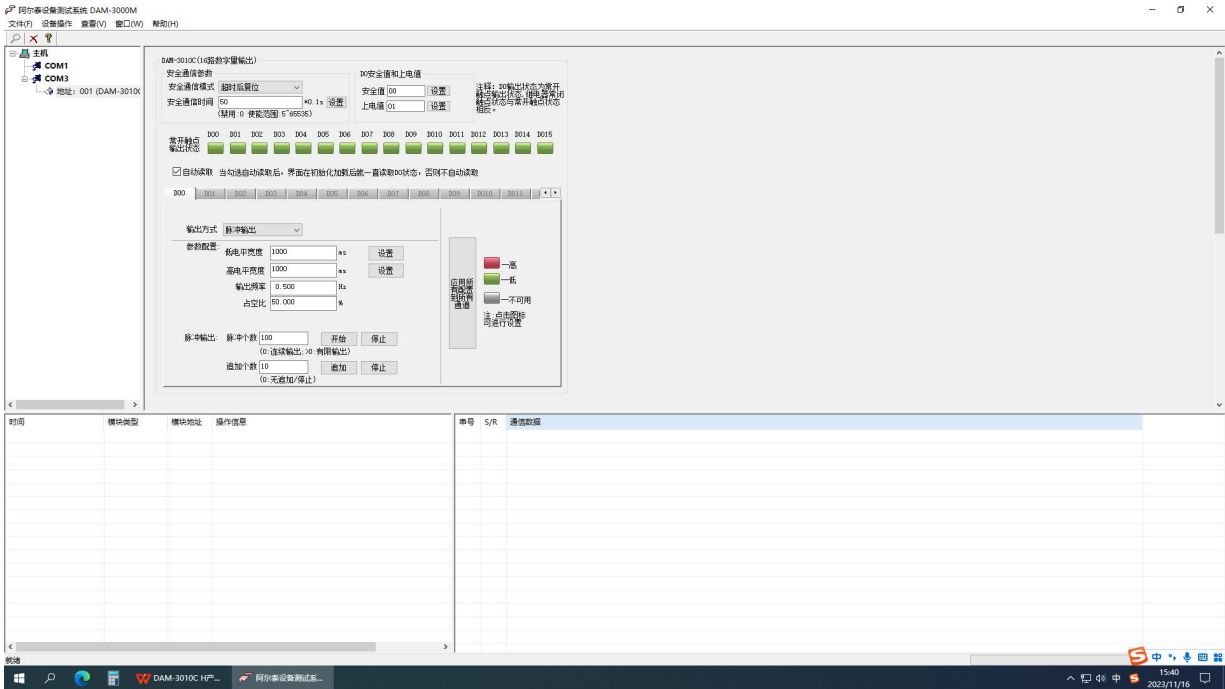 阿尔泰设备测试系统 DAM-3000M
文件(F) 设备操作 查看(V) 窗口(W) 帮助(H)
主机
COM1
COM3
地址: 001 (DAM-3010C
DAM-3010C(16路数字量输出)
安全通信参数
安全通信模式 超时后复位
安全通信时间 50 *0.1s 设置
(禁用:0 使能范围:5~65535)
DO安全值和上电值
安全值 00 设置
上电值 01 设置
注释: DO输出状态为常开
触点输出状态,继电器常闭
触点状态与常开触点状态
相反。
DO0 DO1 DO2 DO3 DO4 DO5 DO6 DO7 DO8 DO9 DO10 DO11 DO12 DO13 DO14 DO15
常开触点
输出状态
自动读取 当勾选自动读取后，界面在初始化加载后就一直读取DO状态，否则不自动读取
DO0 DO1 DO2 DO3 DO4 DO5 DO6 DO7 DO8 DO9 DO10 DO11
输出方式 脉冲输出
参数配置:
低电平宽度 1000 ms 设置
高电平宽度 1000 ms 设置
输出频率 0.500 Hz
占空比 50.000 %
脉冲输出: 脉冲个数 100 开始 停止
(0:连续输出;>0:有限输出)
追加个数 10 追加 停止
(0:无追加/停止)
应用所
有配置
到所有
通道
—高
—低
—不可用
注:点击图标
可进行设置
时间 模块类型 模块地址 操作信息
串号 S/R 通信数据
就绪
中
DAM-3010C H产...
阿尔泰设备测试系...
中
15:40
2023/11/16